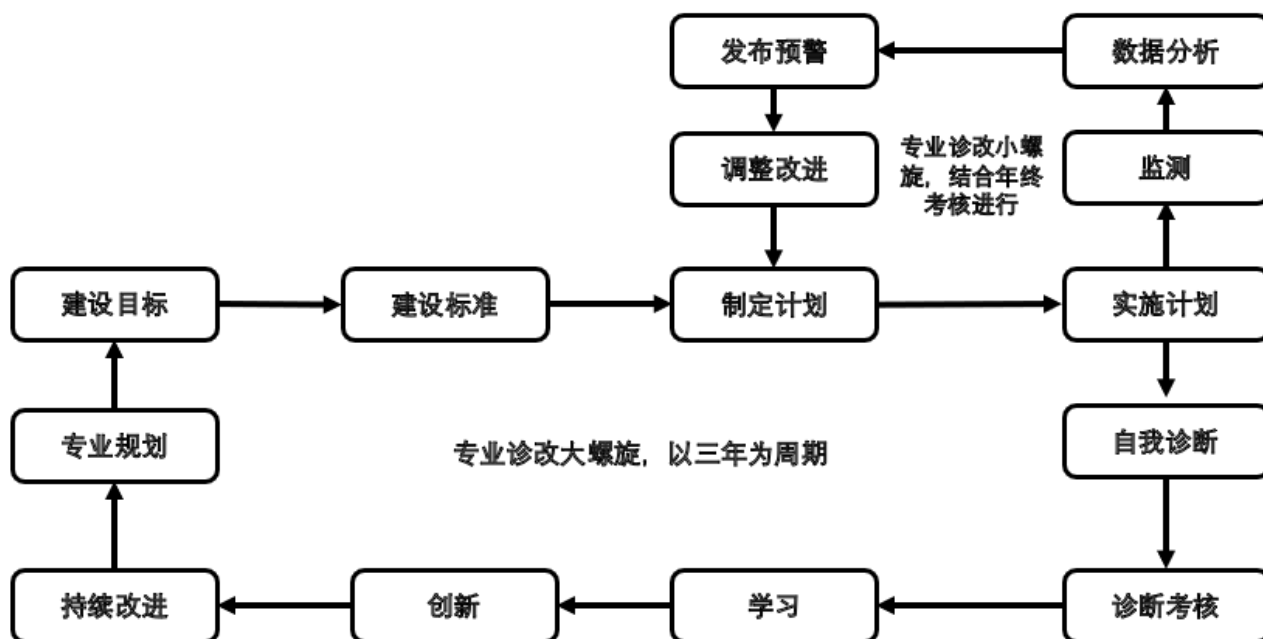 发布预警
数据分析
调整改进
专业诊改小螺
旋，结合年终
考核进行
监测
建设目标
建设标准
制定计划
实施计划
专业规划
专业诊改大螺旋，以三年为周期
自我诊断
持续改进
创新
学习
诊断考核